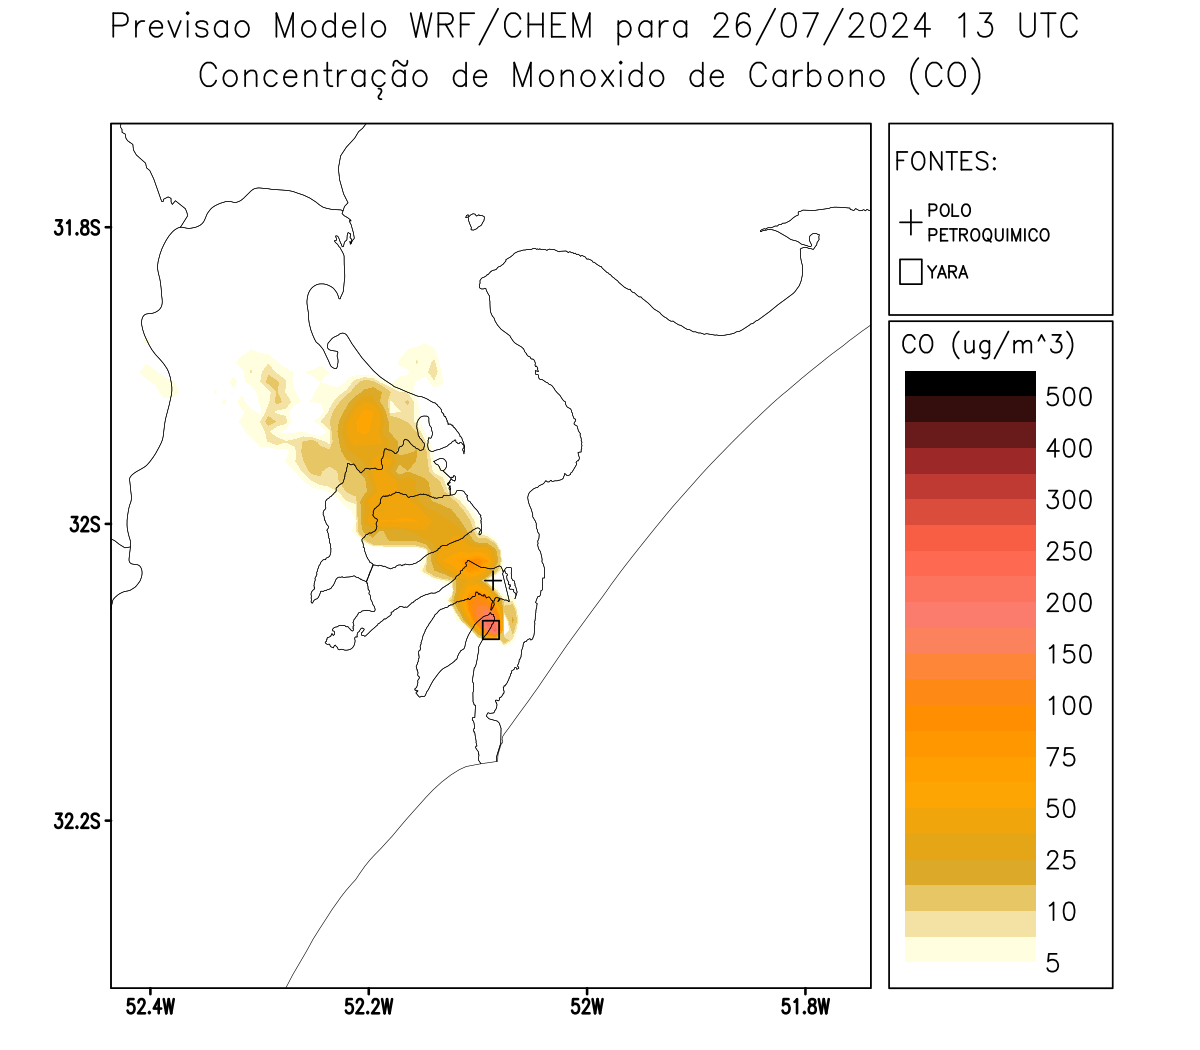 Previsao Modelo WRF/CHEM para 26/07/2024 13 UTC
Concentração de Monoxido de Carbono (CO)
FONTES:
POLO
PETROQUIMICO
YARA
CO (ug/m^3)
500
400
300
250
200
150
100
75
50
25
10
5
31.8S
32S
32.2S
52.4W
52.2W
52W
51.8W